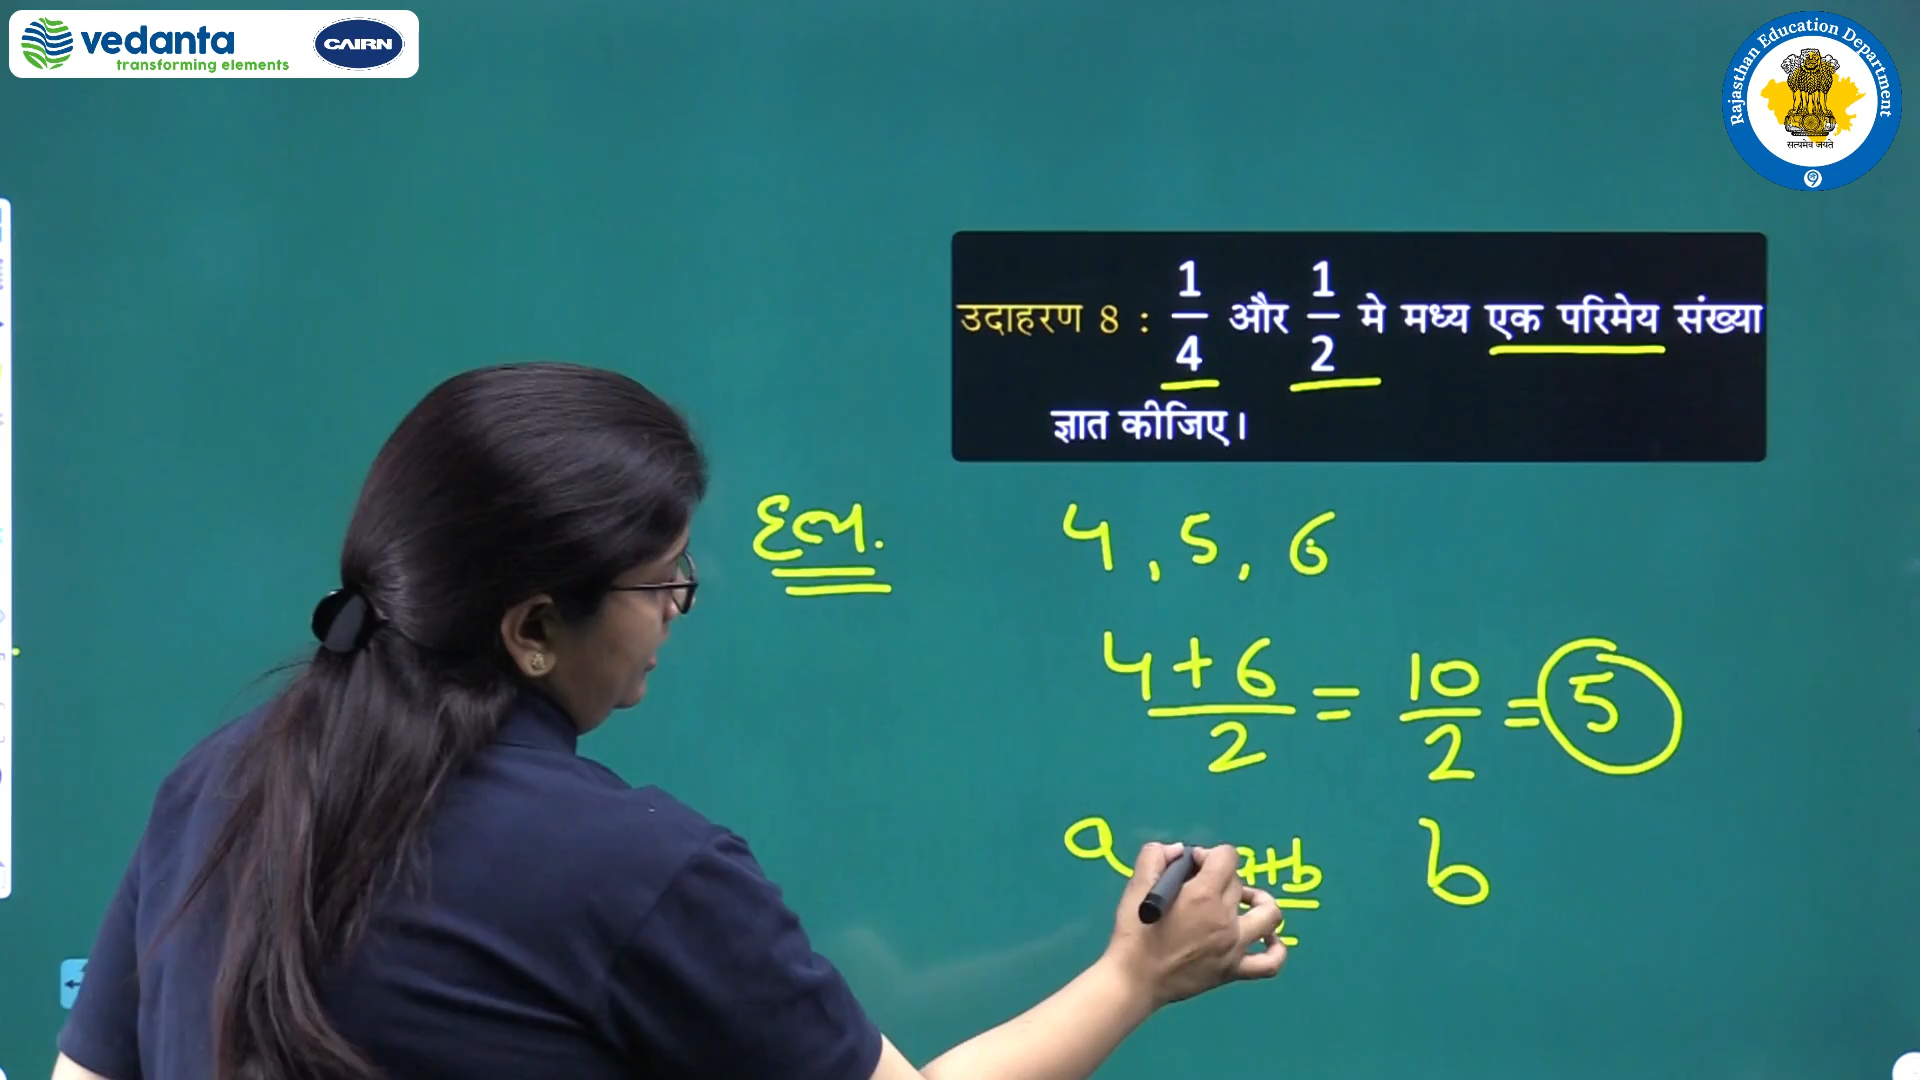 vedanta
transforming elements
CAIRN
Rajasthan Education Department
सत्यमेव जयते
उदाहरण 8 : 1/4 और 1/2 मे मध्य एक परिमेय संख्या
ज्ञात कीजिए।
हल.
4, 5, 6
4+6/2 = 10/2 = 5
a +b b